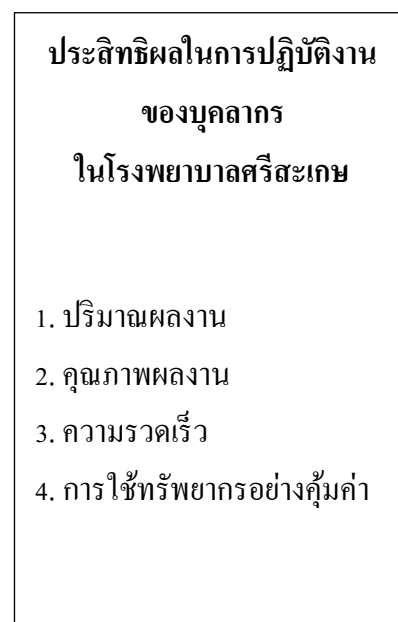 ประสิทธิผลในการปฏิบัติงาน
ของบุคลากร
ในโรงพยาบาลศรีสะเกษ
1. ปริมาณผลงาน
2. คุณภาพผลงาน
3. ความรวดเร็ว
4. การใช้ทรัพยากรอย่างคุ้มค่า